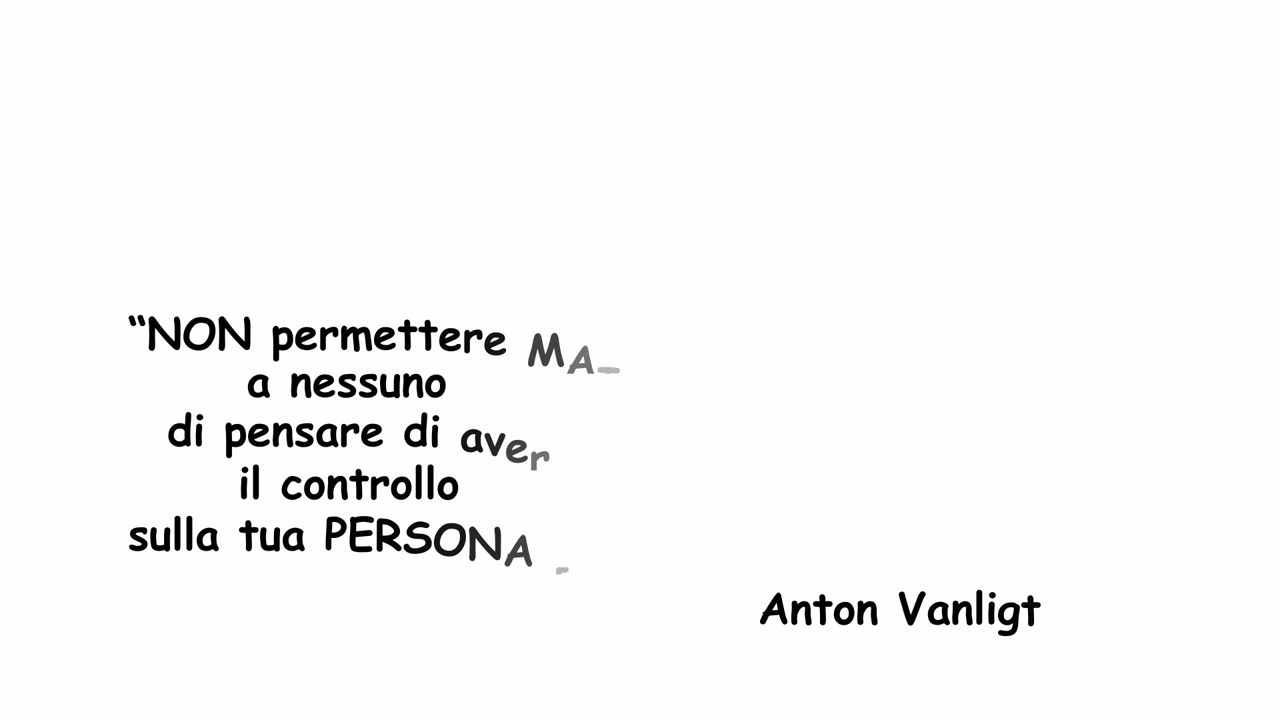 “NON permettere MA
a nessuno
di pensare di aver
il controllo
sulla tua PERSONA
Anton Vanligt